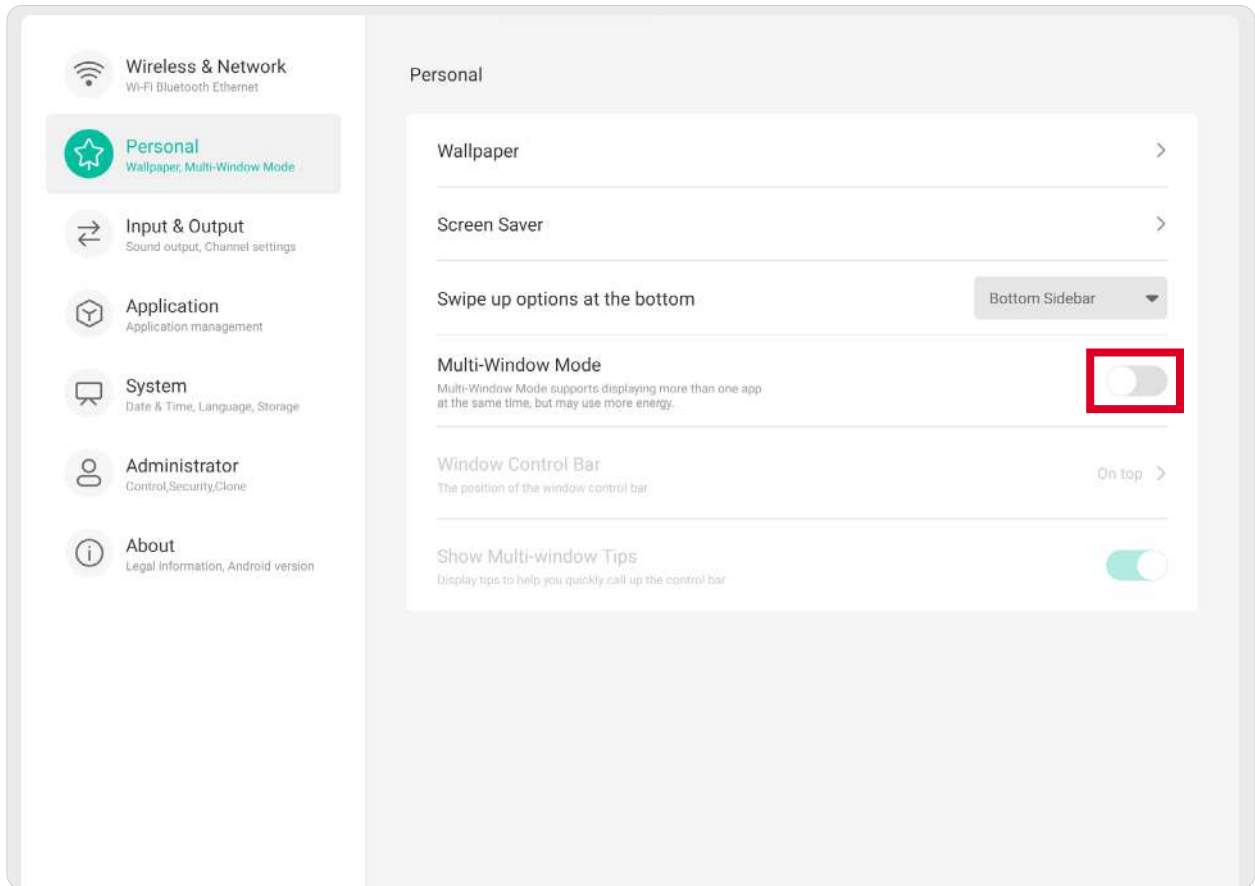 Wireless & Network
Wi-Fi Bluetooth Ethernet
Personal
Wallpaper, Multi-Window Mode
Input & Output
Sound output, Channel settings
Application
Application management
System
Date & Time, Language, Storage
Administrator
Control,Security,Clone
About
Legal Information, Android version
Personal
Wallpaper
Screen Saver
Swipe up options at the bottom
Bottom Sidebar
Multi-Window Mode
Multi-Window Mode supports displaying more than one app
at the same time, but may use more energy.
Window Control Bar
The position of the window control bar
On top
Show Multi-window Tips
Display tips to help you quickly call up the control bar